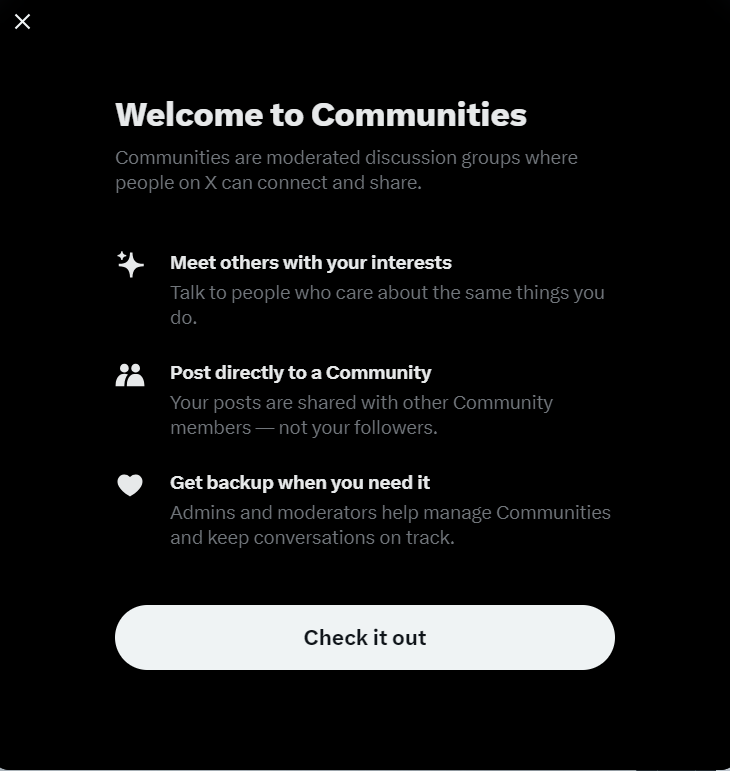 Welcome to Communities
Communities are moderated discussion groups where
people on X can connect and share.
Meet others with your interests
Talk to people who care about the same things you
do.
Post directly to a Community
Your posts are shared with other Community
members — not your followers.
Get backup when you need it
Admins and moderators help manage Communities
and keep conversations on track.
Check it out